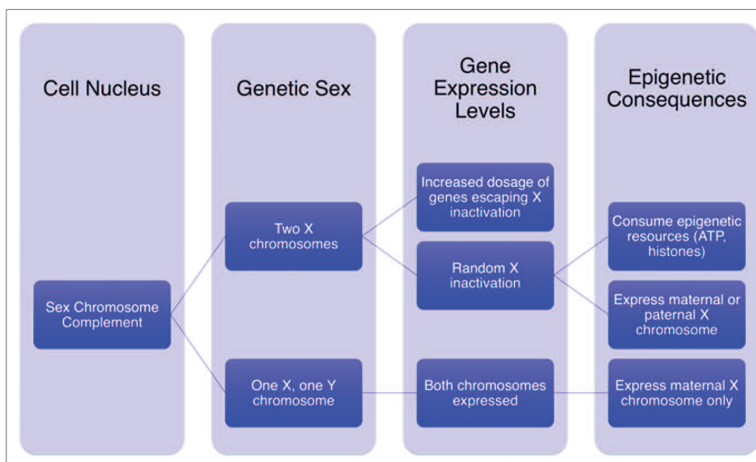 Cell Nucleus
Genetic Sex
Gene
Expression
Levels
Epigenetic
Consequences
Increased dosage of
genes escaping X
inactivation
Two X
chromosomes
Consume epigenetic
resources (ATP,
histones)
Random X
inactivation
Sex Chromosome
Complement
Express maternal or
paternal X
chromosome
One X, one Y
chromosome
Both chromosomes
expressed
Express maternal X
chromosome only